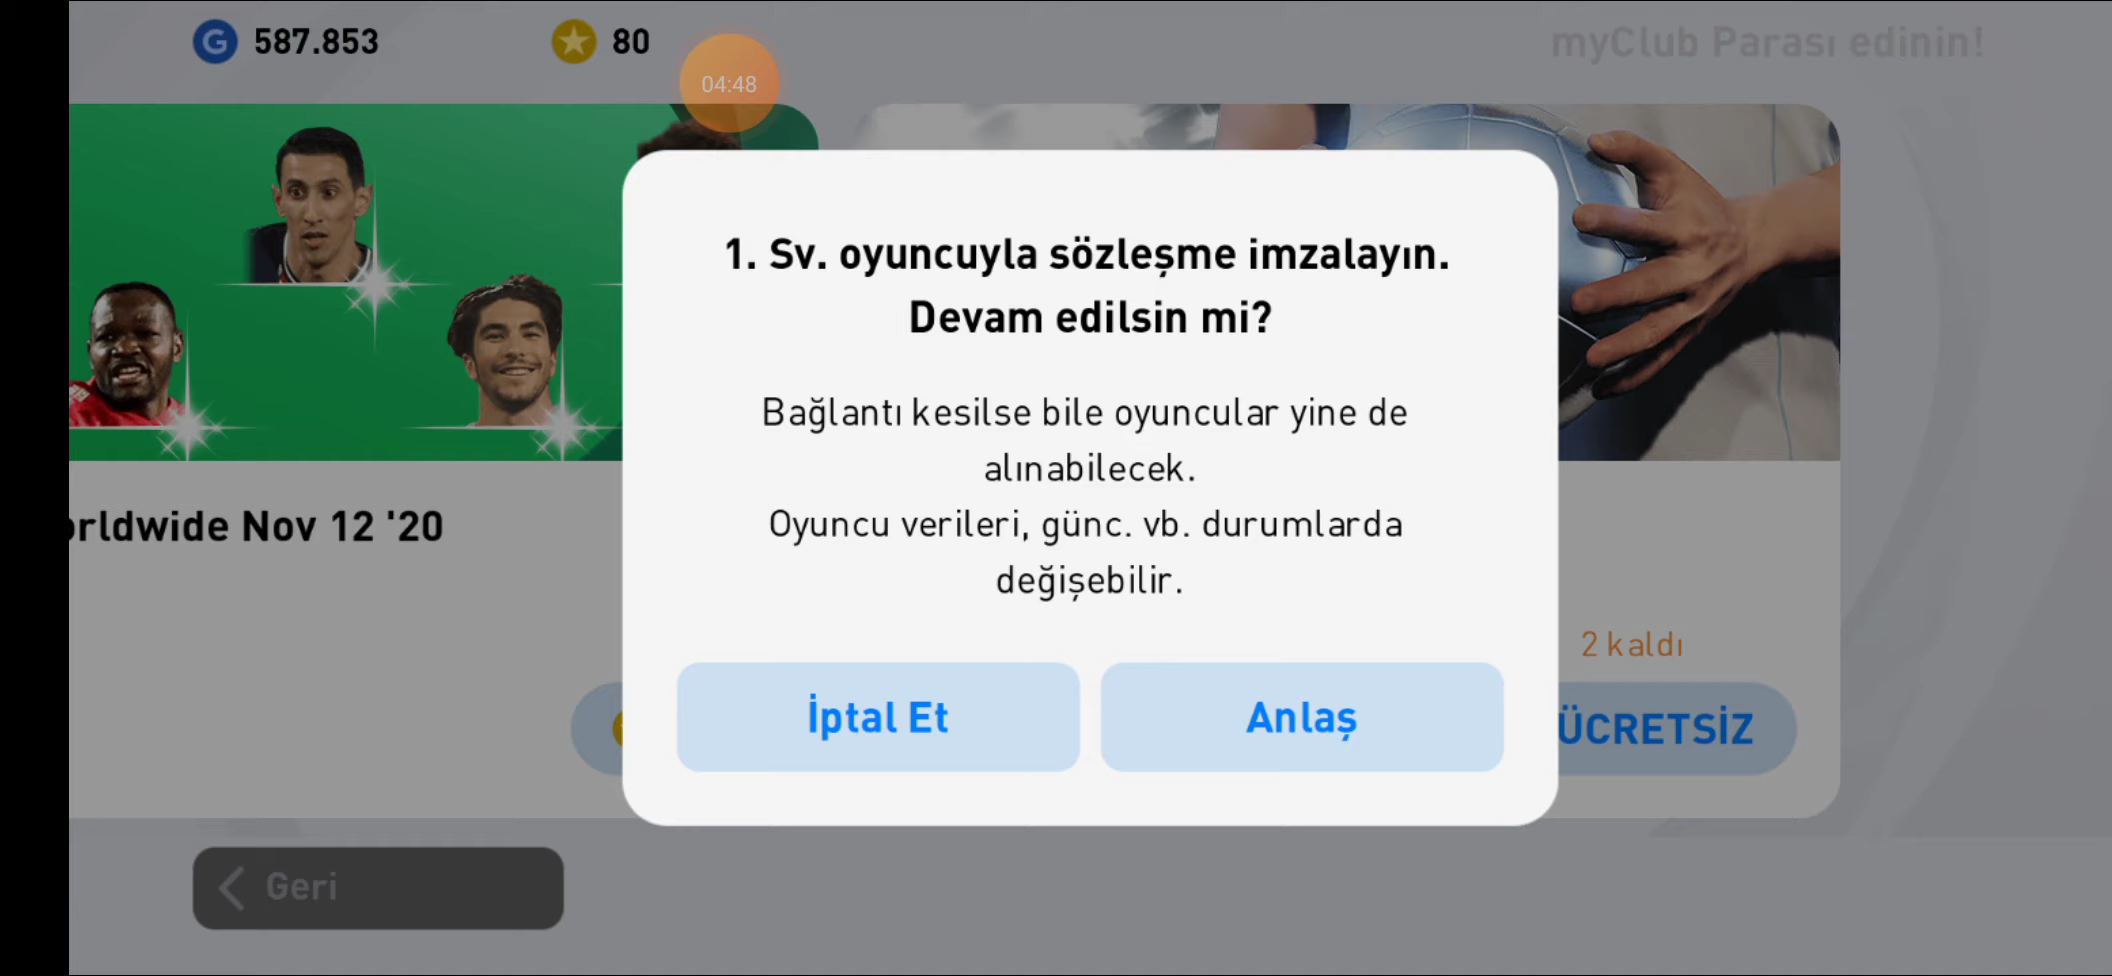 587.853
80
04:48
myClub Parası edinin!
1. Sv. oyuncuyla sözleşme imzalayın.
Devam edilsin mi?
Bağlantı kesilse bile oyuncular yine de
alınabilecek.
Oyuncu verileri, günc. vb. durumlarda
değişebilir.
orldwide Nov 12 '20
2 kaldı
İptal Et
Anlaş
ÜCRETSİZ
Geri